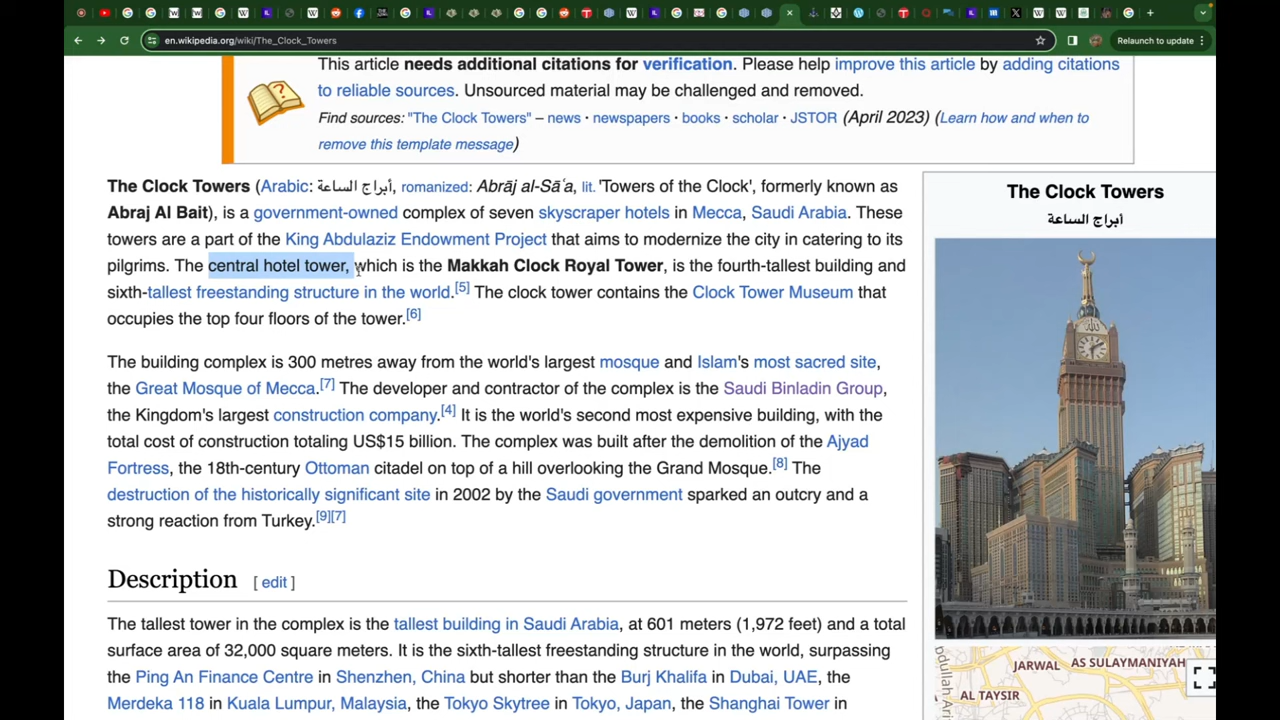 en.wikipedia.org/wiki/The_Clock_Towers
Relaunch to update
This article needs additional citations for verification. Please help improve this article by adding citations
to reliable sources. Unsourced material may be challenged and removed.
Find sources: "The Clock Towers" – news · newspapers · books · scholar · JSTOR (April 2023) (Learn how and when to
remove this template message)
The Clock Towers (Arabic: أبراج الساعة, romanized: Abrāj al-Sāʿa, lit. 'Towers of the Clock', formerly known as
Abraj Al Bait), is a government-owned complex of seven skyscraper hotels in Mecca, Saudi Arabia. These
towers are a part of the King Abdulaziz Endowment Project that aims to modernize the city in catering to its
pilgrims. The central hotel tower, which is the Makkah Clock Royal Tower, is the fourth-tallest building and
sixth-tallest freestanding structure in the world.[5] The clock tower contains the Clock Tower Museum that
occupies the top four floors of the tower.[6]
The building complex is 300 metres away from the world's largest mosque and Islam's most sacred site,
the Great Mosque of Mecca.[7] The developer and contractor of the complex is the Saudi Binladin Group,
the Kingdom's largest construction company.[4] It is the world's second most expensive building, with the
total cost of construction totaling US$15 billion. The complex was built after the demolition of the Ajyad
Fortress, the 18th-century Ottoman citadel on top of a hill overlooking the Grand Mosque.[8] The
destruction of the historically significant site in 2002 by the Saudi government sparked an outcry and a
strong reaction from Turkey.[9][7]
Description [ edit ]
The tallest tower in the complex is the tallest building in Saudi Arabia, at 601 meters (1,972 feet) and a total
surface area of 32,000 square meters. It is the sixth-tallest freestanding structure in the world, surpassing
the Ping An Finance Centre in Shenzhen, China but shorter than the Burj Khalifa in Dubai, UAE, the
Merdeka 118 in Kuala Lumpur, Malaysia, the Tokyo Skytree in Tokyo, Japan, the Shanghai Tower in
The Clock Towers
أبراج الساعة
JARWAL
AS SULAYMANIYAH
AL TAYSIR